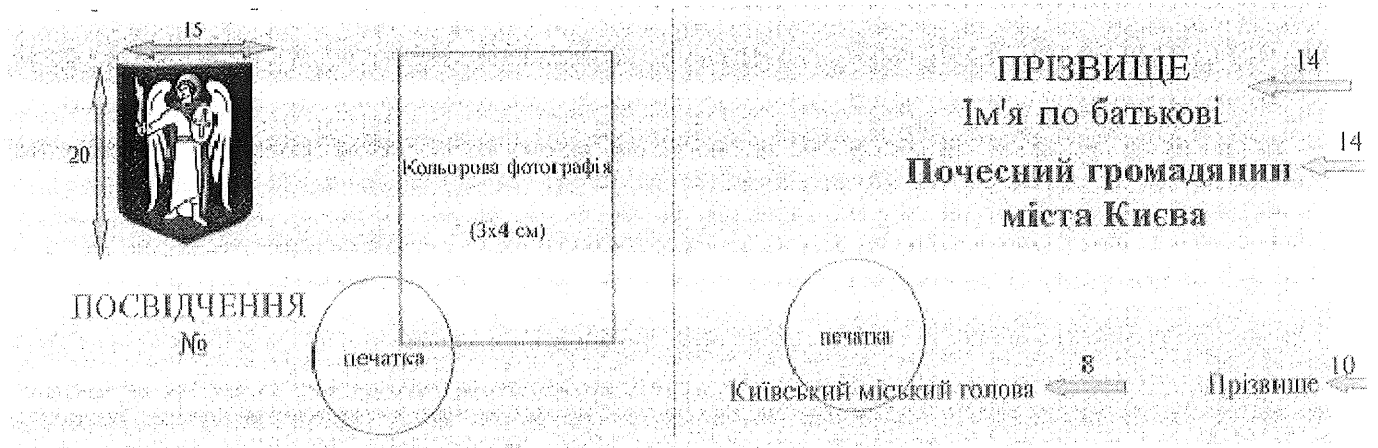 15
20
Кольорова фотографія
(3х4 см)
ПОСВІДЧЕННЯ
№
печатка
ПРІЗВИЩЕ
14
Ім'я по батькові
Почесний громадянин
14
міста Києва
печатка
Київський міський голова
8
Прізвище
10